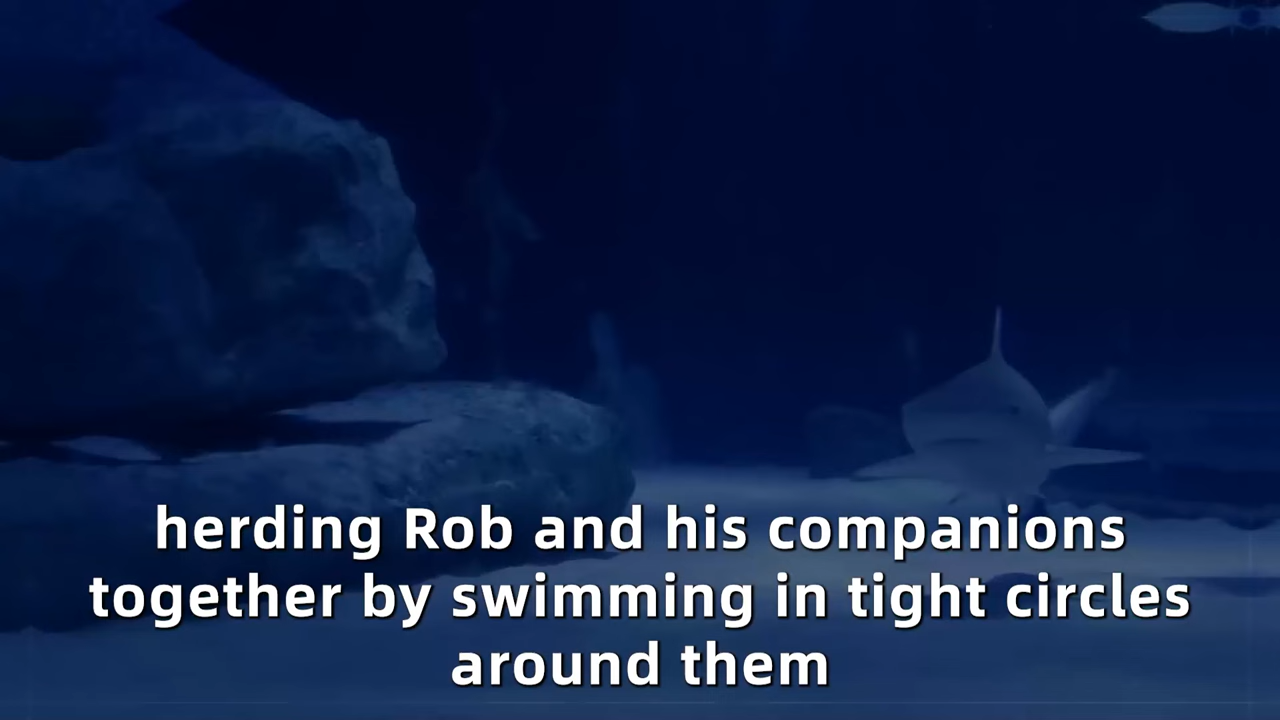 herding Rob and his companions
together by swimming in tight circles
around them